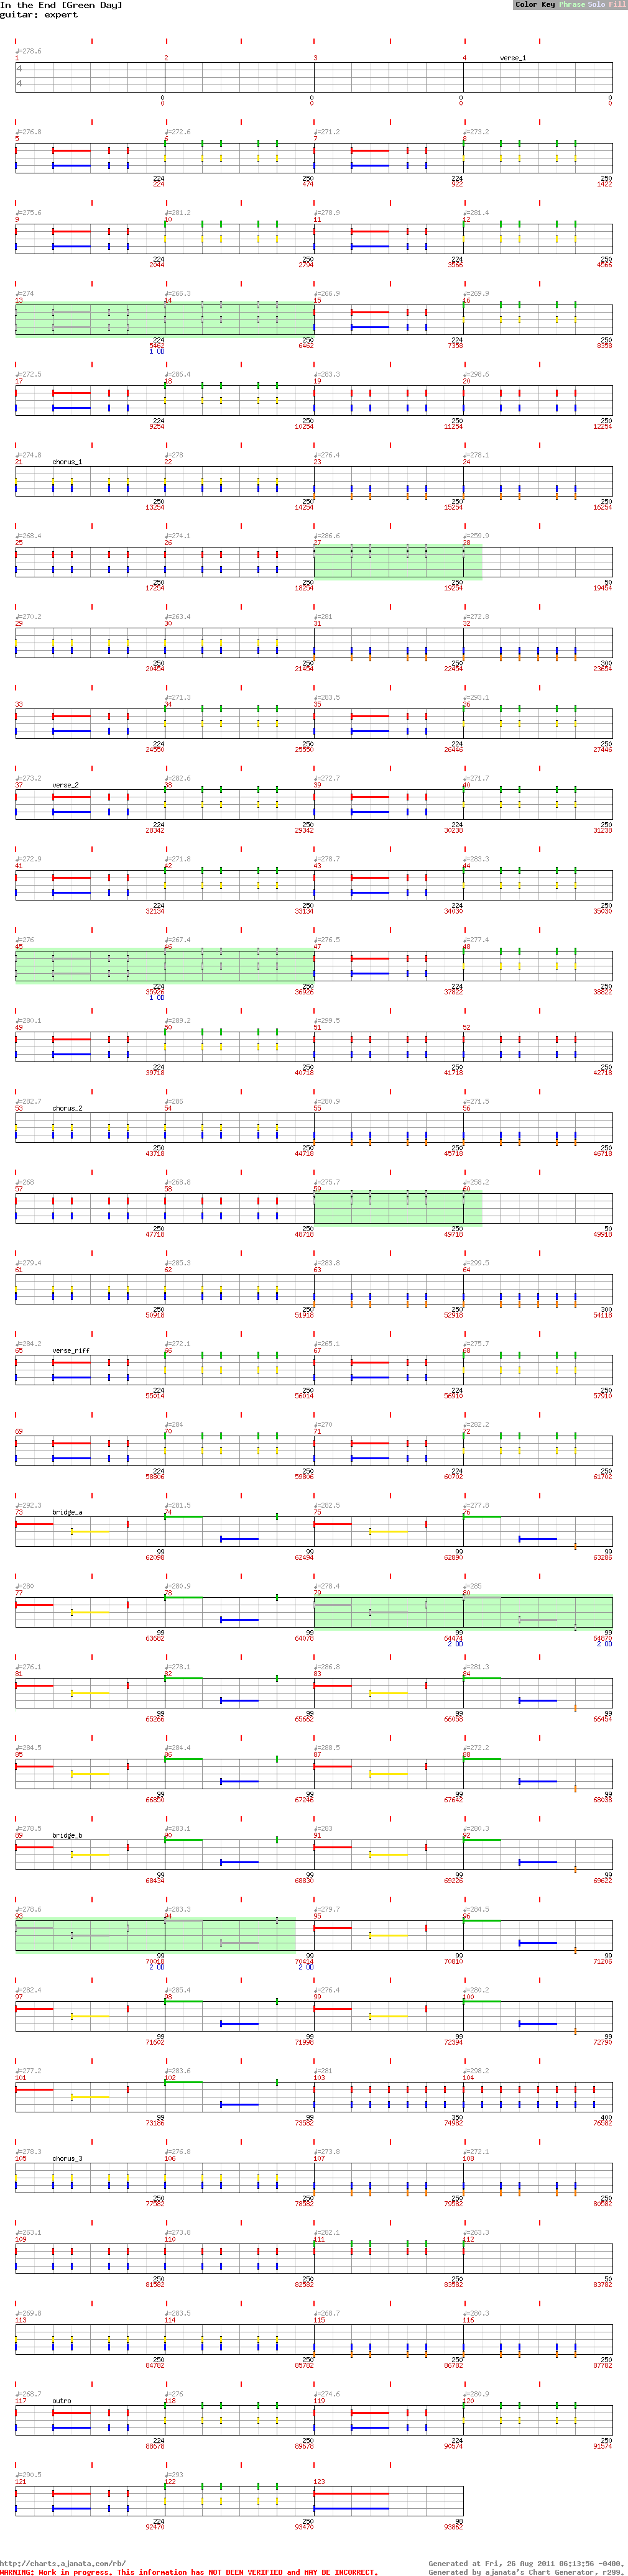 In the End [Green Day]
guitar: expert
Color Key Phrase Solo Fill
♩=278.6
1 2 3 4 verse_1
4
4
0 0 0
0 0 0
♩=276.8 ♩=272.6 ♩=271.2 ♩=273.2
5 6 7 8
224 250 224 250
224 474 922 1422
♩=275.6 ♩=281.2 ♩=278.9 ♩=281.4
9 10 11 12
224 250 224 250
2044 2794 3566 4566
♩=274 ♩=266.3 ♩=266.9 ♩=269.9
13 14 15 16
224 250 224 250
5462 6462 7358 8358
1 OD
♩=272.5 ♩=286.4 ♩=283.3 ♩=298.6
17 18 19 20
224 250 250 250
9254 10254 11254 12254
♩=274.8 ♩=278 ♩=276.4 ♩=278.1
21 chorus_1 22 23 24
250 250 250 250
13254 14254 15254 16254
♩=268.4 ♩=274.1 ♩=286.6 ♩=259.9
25 26 27 28
250 250 250 50
17254 18254 19254 19454
♩=270.2 ♩=263.4 ♩=281 ♩=272.8
29 30 31 32
250 250 250 300
20454 21454 22454 23654
♩=271.3 ♩=283.5 ♩=293.1
33 34 35 36
224 250 224 250
24550 25550 26446 27446
♩=273.2 ♩=282.6 ♩=272.7 ♩=271.7
37 verse_2 38 39 40
224 250 224 250
28342 29342 30238 31238
♩=272.9 ♩=271.8 ♩=278.7 ♩=283.3
41 42 43 44
224 250 224 250
32134 33134 34030 35030
♩=276 ♩=267.4 ♩=276.5 ♩=277.4
45 46 47 48
224 250 224 250
35926 36926 37822 38822
1 OD
♩=280.1 ♩=289.2 ♩=299.5
49 50 51 52
224 250 250 250
39718 40718 41718 42718
♩=282.7 ♩=286 ♩=280.9 ♩=271.5
53 chorus_2 54 55 56
250 250 250 250
43718 44718 45718 46718
♩=268 ♩=268.8 ♩=275.7 ♩=258.2
57 58 59 60
250 250 250 50
47718 48718 49718 49918
♩=279.4 ♩=285.3 ♩=283.8 ♩=299.5
61 62 63 64
250 250 250 300
50918 51918 52918 54118
♩=284.2 ♩=272.1 ♩=265.1 ♩=275.7
65 verse_riff 66 67 68
224 250 224 250
55014 56014 56910 57910
♩=284 ♩=270 ♩=282.2
69 70 71 72
224 250 224 250
58806 59806 60702 61702
♩=292.3 ♩=281.5 ♩=282.5 ♩=277.8
73 bridge_a 74 75 76
99 99 99 99
62098 62494 62890 63286
♩=280 ♩=280.9 ♩=278.4 ♩=285
77 78 79 80
99 99 99 99
63682 64078 64474 64870
2 OD 2 OD
♩=276.1 ♩=278.1 ♩=286.8 ♩=281.3
81 82 83 84
99 99 99 99
65266 65662 66058 66454
♩=284.5 ♩=284.4 ♩=288.5 ♩=272.2
85 86 87 88
99 99 99 99
66850 67246 67642 68038
♩=278.5 ♩=283.1 ♩=283 ♩=280.3
89 bridge_b 90 91 92
99 99 99 99
68434 68830 69226 69622
♩=278.6 ♩=283.3 ♩=279.7 ♩=284.5
93 94 95 96
99 99 99 99
70018 70414 70810 71206
2 OD 2 OD
♩=282.4 ♩=285.4 ♩=276.4 ♩=280.2
97 98 99 100
99 99 99 99
71602 71998 72394 72790
♩=277.2 ♩=283.6 ♩=281 ♩=298.2
101 102 103 104
99 99 350 400
73186 73582 74982 76582
♩=278.3 ♩=276.8 ♩=273.8 ♩=272.1
105 chorus_3 106 107 108
250 250 250 250
77582 78582 79582 80582
♩=263.1 ♩=273.8 ♩=282.1 ♩=263.3
109 110 111 112
250 250 250 50
81582 82582 83582 83782
♩=269.8 ♩=283.5 ♩=268.7 ♩=280.3
113 114 115 116
250 250 250 250
84782 85782 86782 87782
♩=268.7 ♩=276 ♩=274.6 ♩=280.9
117 outro 118 119 120
224 250 224 250
88678 89678 90574 91574
♩=290.5 ♩=293
121 122 123
224 250 98
92470 93470 93862
http://charts.ajanata.com/rb/
WARNING: Work in progress. This information has NOT BEEN VERIFIED and MAY BE INCORRECT.
Generated at Fri, 26 Aug 2011 06:13:56 -0400.
Generated by ajanata's Chart Generator, r299.